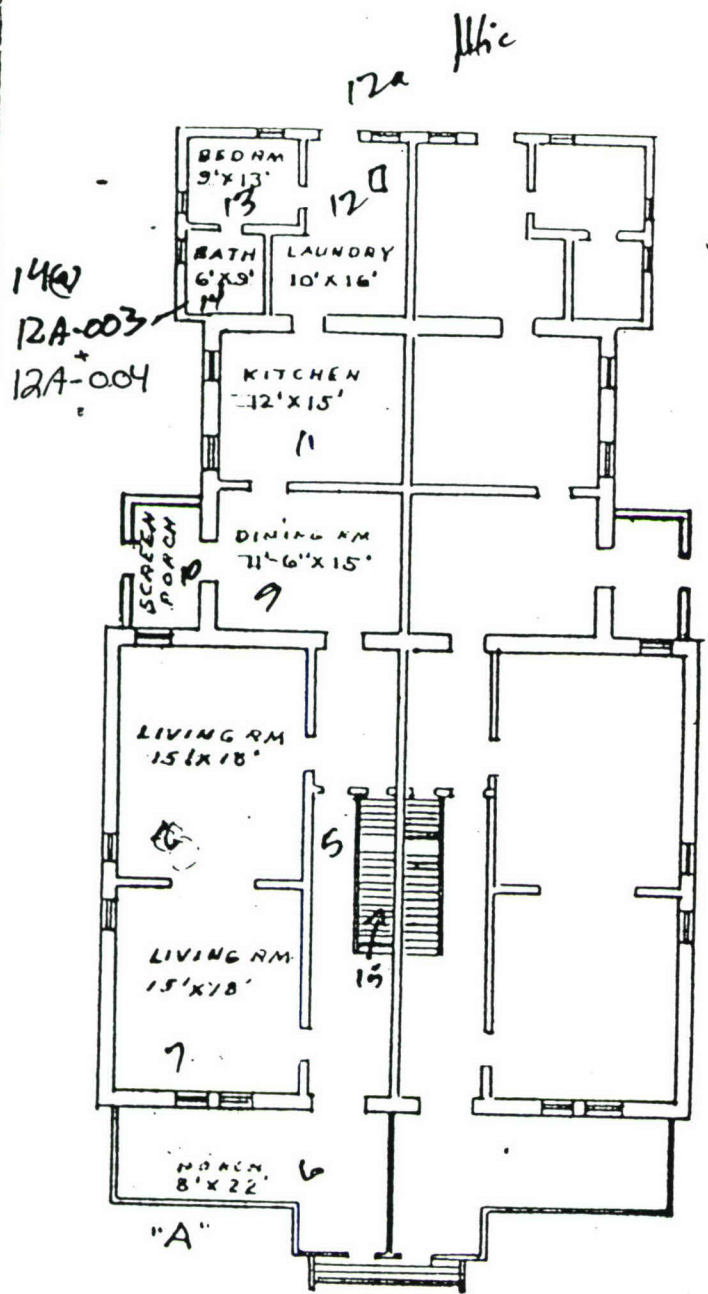 Attic
12a
BEDRM
9'X13'
13
12
BATH
6'X9'
14
LAUNDRY
10'X16'
14@
12A-003
+
12A-004
KITCHEN
12'X15'
11
SCREEN
PORCH
DINING RM
11'-6"X15'
9
LIVING RM
15'X18'
5
15
LIVING RM
15'X18'
7
PORCH
8'X22'
6
"A"